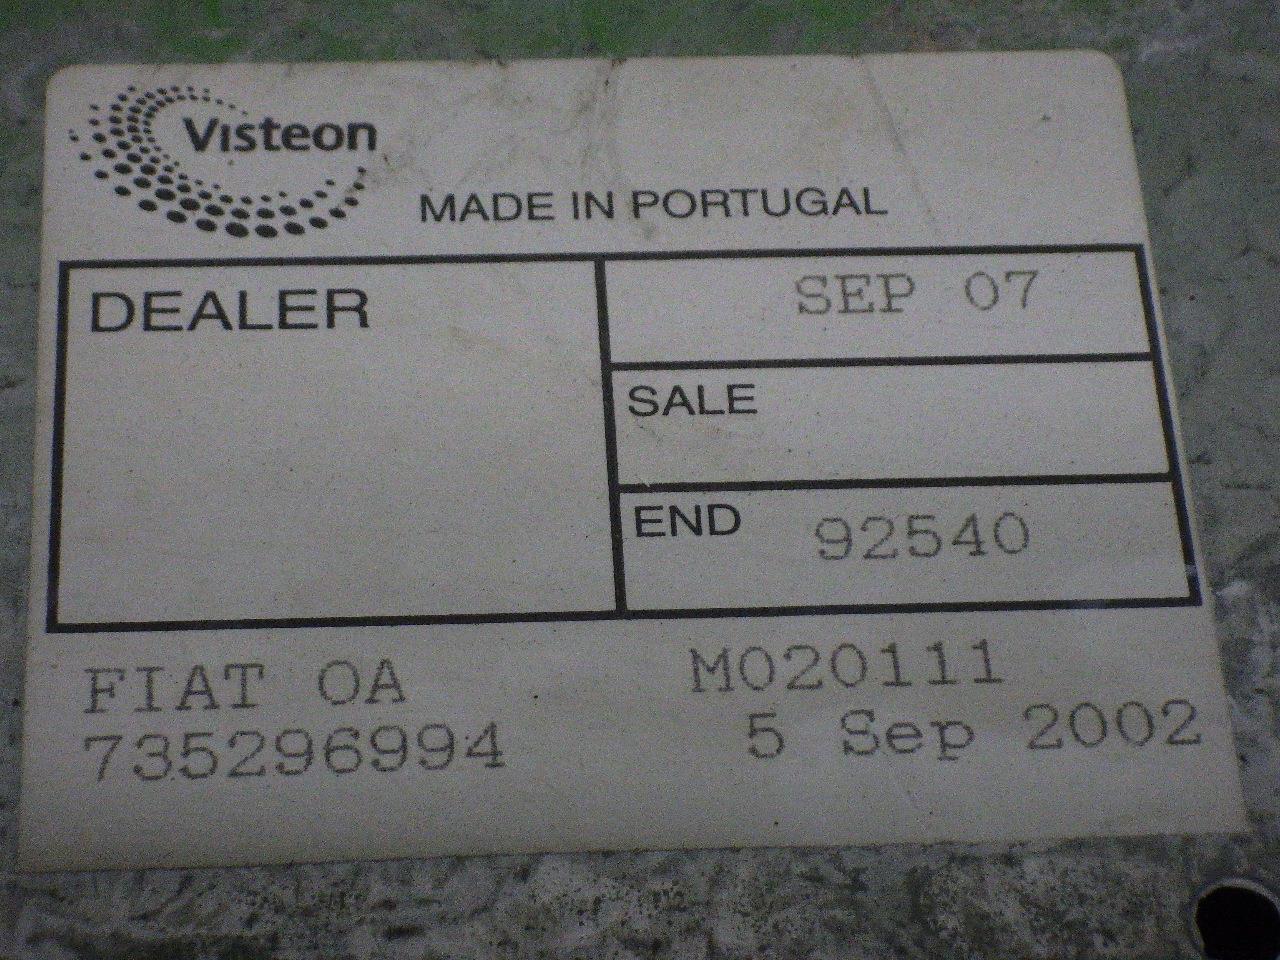 Visteon
MADE IN PORTUGAL
DEALER
SEP 07
SALE
END 92540
FIAT OA M020111
735296994 5 Sep 2002